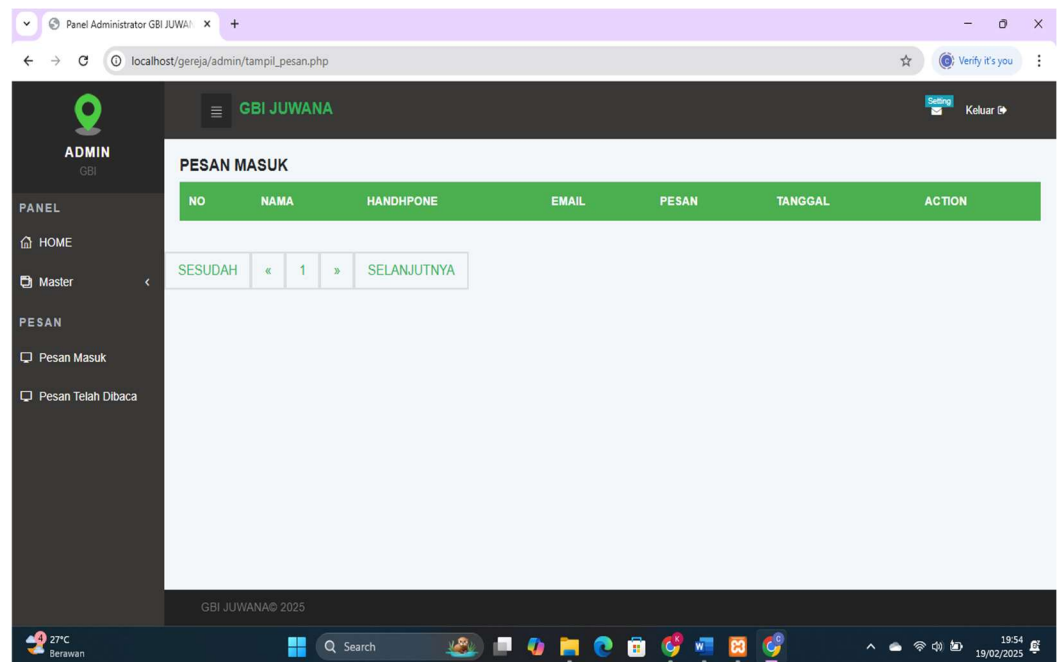 Panel Administrator GBI JUWAN
localhost/gereja/admin/tampil_pesan.php
Verify it's you
ADMIN
GBI
PANEL
HOME
Master
PESAN
Pesan Masuk
Pesan Telah Dibaca
GBI JUWANA
Setting
Keluar
PESAN MASUK
NO NAMA HANDHPONE EMAIL PESAN TANGGAL ACTION
SESUDAH « 1 » SELANJUTNYA
GBI JUWANA© 2025
4
27°C
Berawan
Search
19:54
19/02/2025